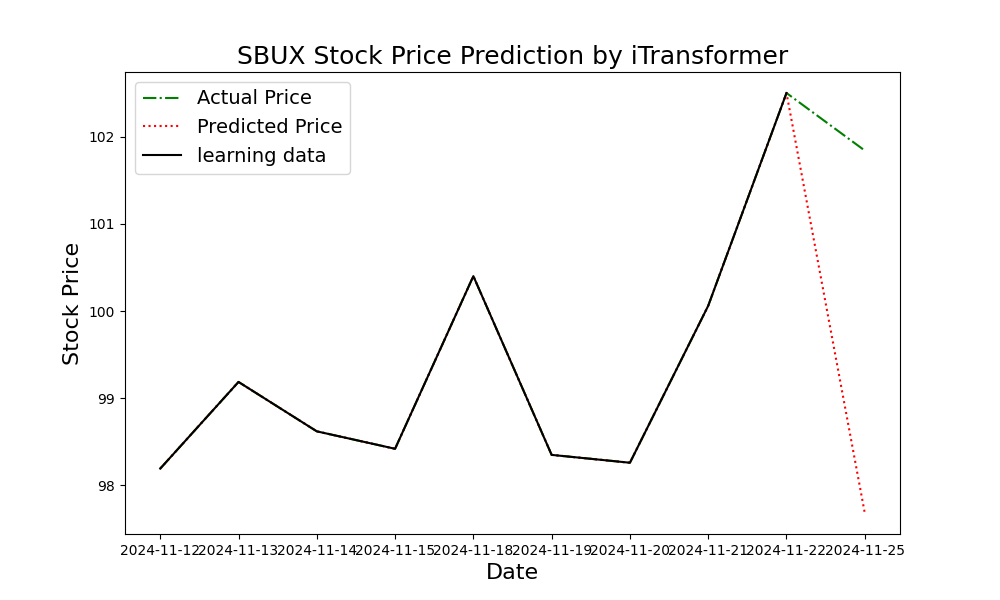 SBUX Stock Price Prediction by iTransformer
Actual Price
Predicted Price
learning data
Stock Price
102
101
100
99
98
2024-11-12 2024-11-13 2024-11-14 2024-11-15 2024-11-18 2024-11-19 2024-11-20 2024-11-21 2024-11-22 2024-11-25
Date